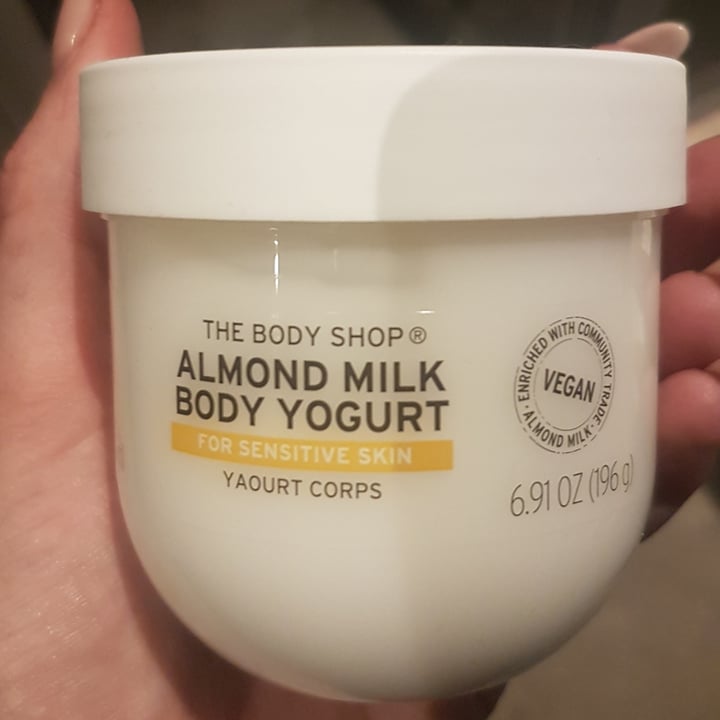 THE BODY SHOP®
ALMOND MILK
BODY YOGURT
FOR SENSITIVE SKIN
YAOURT CORPS
ENRICHED WITH COMMUNITY TRADE
VEGAN
· ALMOND MILK ·
6.91 OZ (196 g)